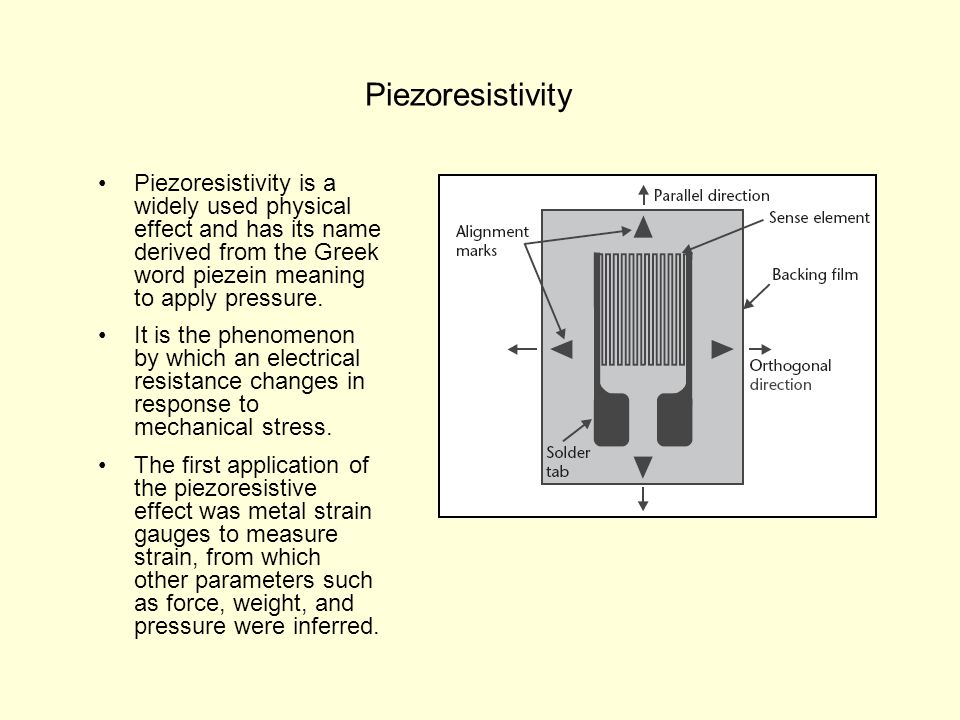 Piezoresistivity
• Piezoresistivity is a
widely used physical
effect and has its name
derived from the Greek
word piezein meaning
to apply pressure.
• It is the phenomenon
by which an electrical
resistance changes in
response to
mechanical stress.
• The first application of
the piezoresistive
effect was metal strain
gauges to measure
strain, from which
other parameters such
as force, weight, and
pressure were inferred.
Parallel direction
Sense element
Alignment
marks
Backing film
Orthogonal
direction
Solder
tab